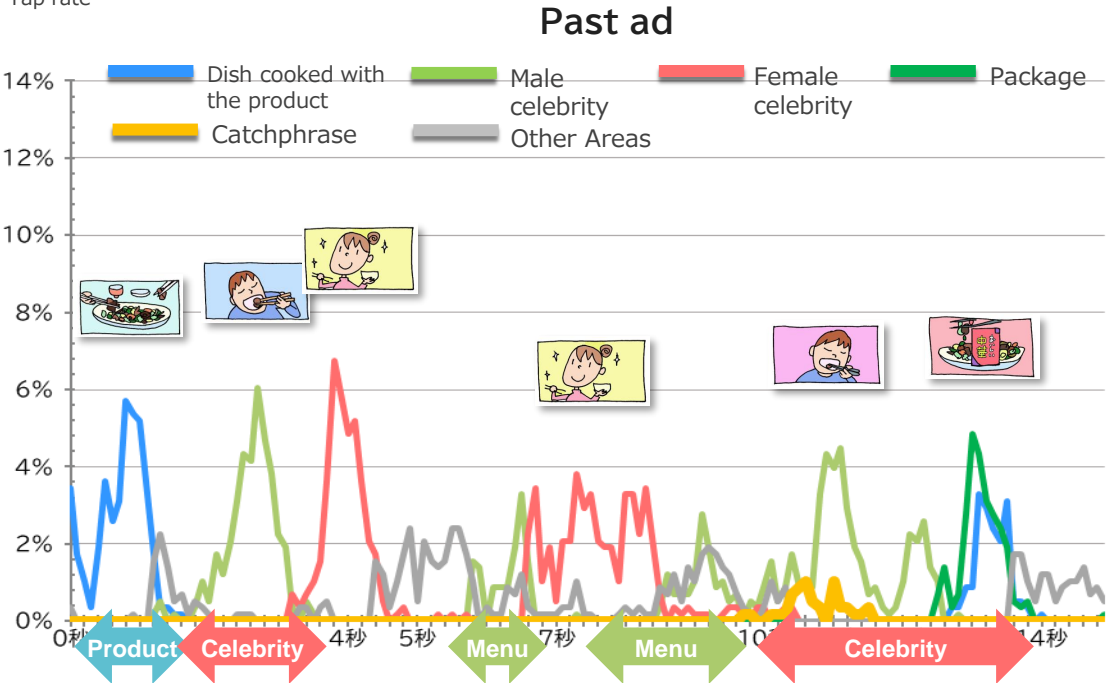 Past ad
Dish cooked with
the product
Male
celebrity
Female
celebrity
Package
Catchphrase
Other Areas
14%
12%
10%
8%
6%
4%
2%
0%
0秒
4秒
5秒
7秒
14秒
Product
Celebrity
Menu
Menu
Celebrity